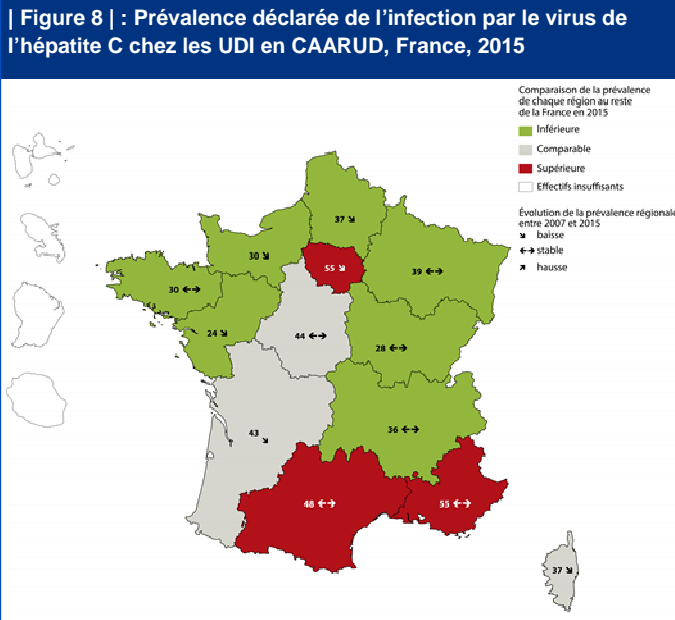 | Figure 8 | : Prévalence déclarée de l'infection par le virus de
l'hépatite C chez les UDI en CAARUD, France, 2015
Comparaison de la prévalence
de chaque région au reste
de la France en 2015
Inférieure
Comparable
Supérieure
Effectifs insuffisants
Évolution de la prévalence régionale
entre 2007 et 2015
↘ baisse
↔ stable
↗ hausse
37 ↘
30 ↘
55 ↘
39 ↔
30 ↔
24 ↘
44 ↔
28 ↔
43 ↘
36 ↔
48 ↔
55 ↔
37 ↘